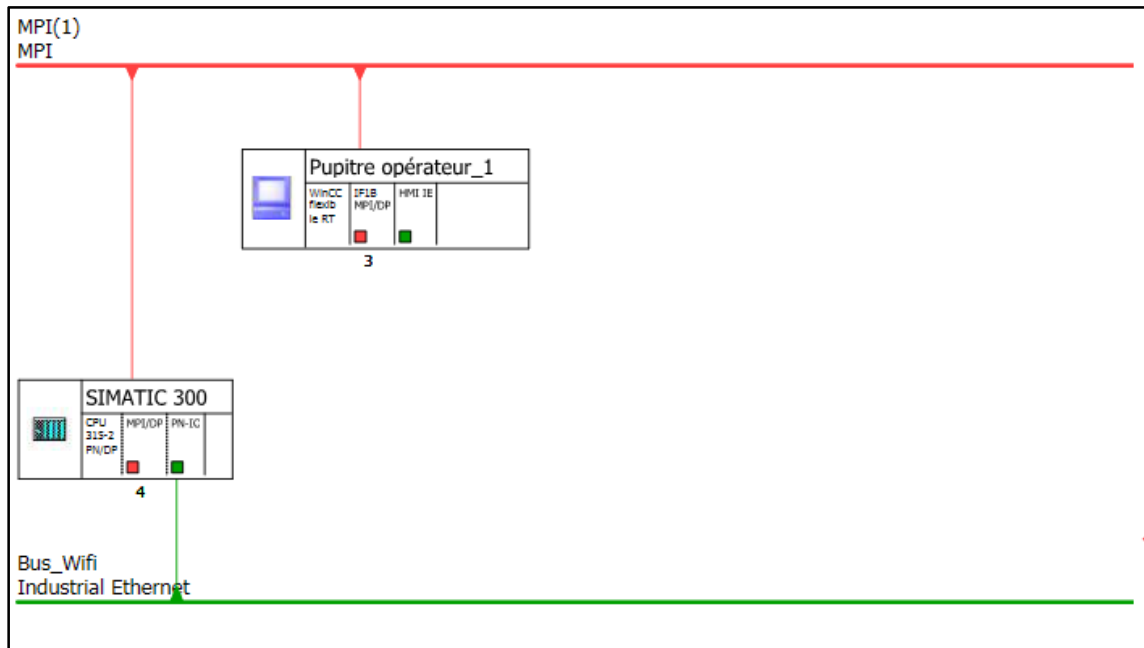 MPI(1)
MPI
Pupitre opérateur_1
WinCC
flexib
le RT
IF1B
MPI/DP
HMI IE
3
SIMATIC 300
CPU
315-2
PN/DP
MPI/DP
PN-IO
4
Bus_Wifi
Industrial Ethernet